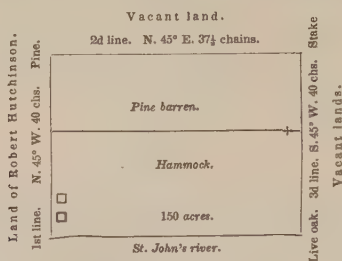 Vacant land.
2d line. N. 45° E. 37½ chains.
Land of Robert Hutchinson.
1st line. N. 45° W. 40 chs. Pine.
Pine barren.
Hammock.
150 acres.
St. John's river.
Live oak. 3d line. S. 45° W. 40 chs. Stake
Vacant lands.